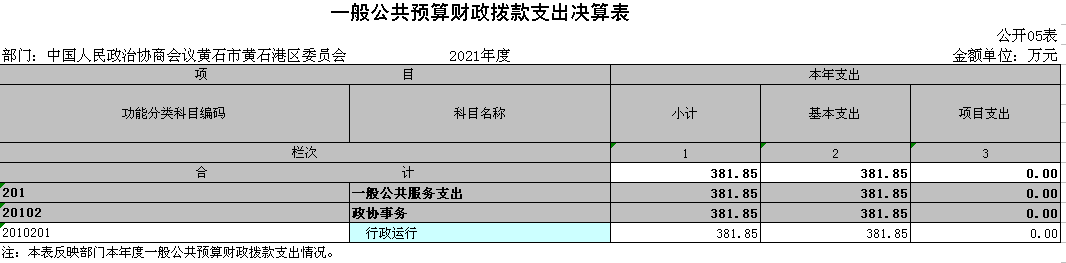 一般公共预算财政拨款支出决算表
公开05表
部门：中国人民政治协商会议黄石市黄石港区委员会 2021年度 金额单位：万元
项 目 本年支出
功能分类科目编码 科目名称 小计 基本支出 项目支出
栏次 1 2 3
合 计 381.85 381.85 0.00
201 一般公共服务支出 381.85 381.85 0.00
20102 政协事务 381.85 381.85 0.00
2010201 行政运行 381.85 381.85 0.00
注：本表反映部门本年度一般公共预算财政拨款支出情况。